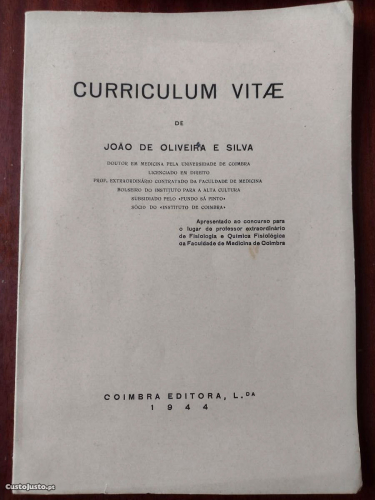 CURRICULUM VITÆ
DE
JOÃO DE OLIVEIRA E SILVA
DOUTOR EM MEDICINA PELA UNIVERSIDADE DE COIMBRA
LICENCIADO EM DIREITO
PROF. EXTRAORDINÁRIO CONTRATADO DA FACULDADE DE MEDICINA
BOLSEIRO DO INSTITUTO PARA A ALTA CULTURA
SUBSIDIADO PELO «FUNDO SÁ PINTO»
SÓCIO DO «INSTITUTO DE COIMBRA»
Apresentado ao concurso para
o lugar de professor extraordinário
de Fisiologia e Química Fisiológica
da Faculdade de Medicina de Coimbra
COIMBRA EDITORA, L.DA
1944
CustoJusto.pt